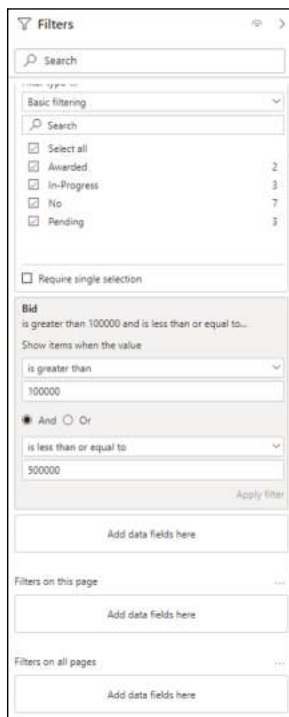 Filters
Search
Filter type
Basic filtering
Search
Select all
Awarded 2
In-Progress 3
No 7
Pending 3
Require single selection
Bid
is greater than 100000 and is less than or equal to...
Show items when the value
is greater than
100000
And Or
is less than or equal to
500000
Apply filter
Add data fields here
Filters on this page ...
Add data fields here
Filters on all pages ...
Add data fields here